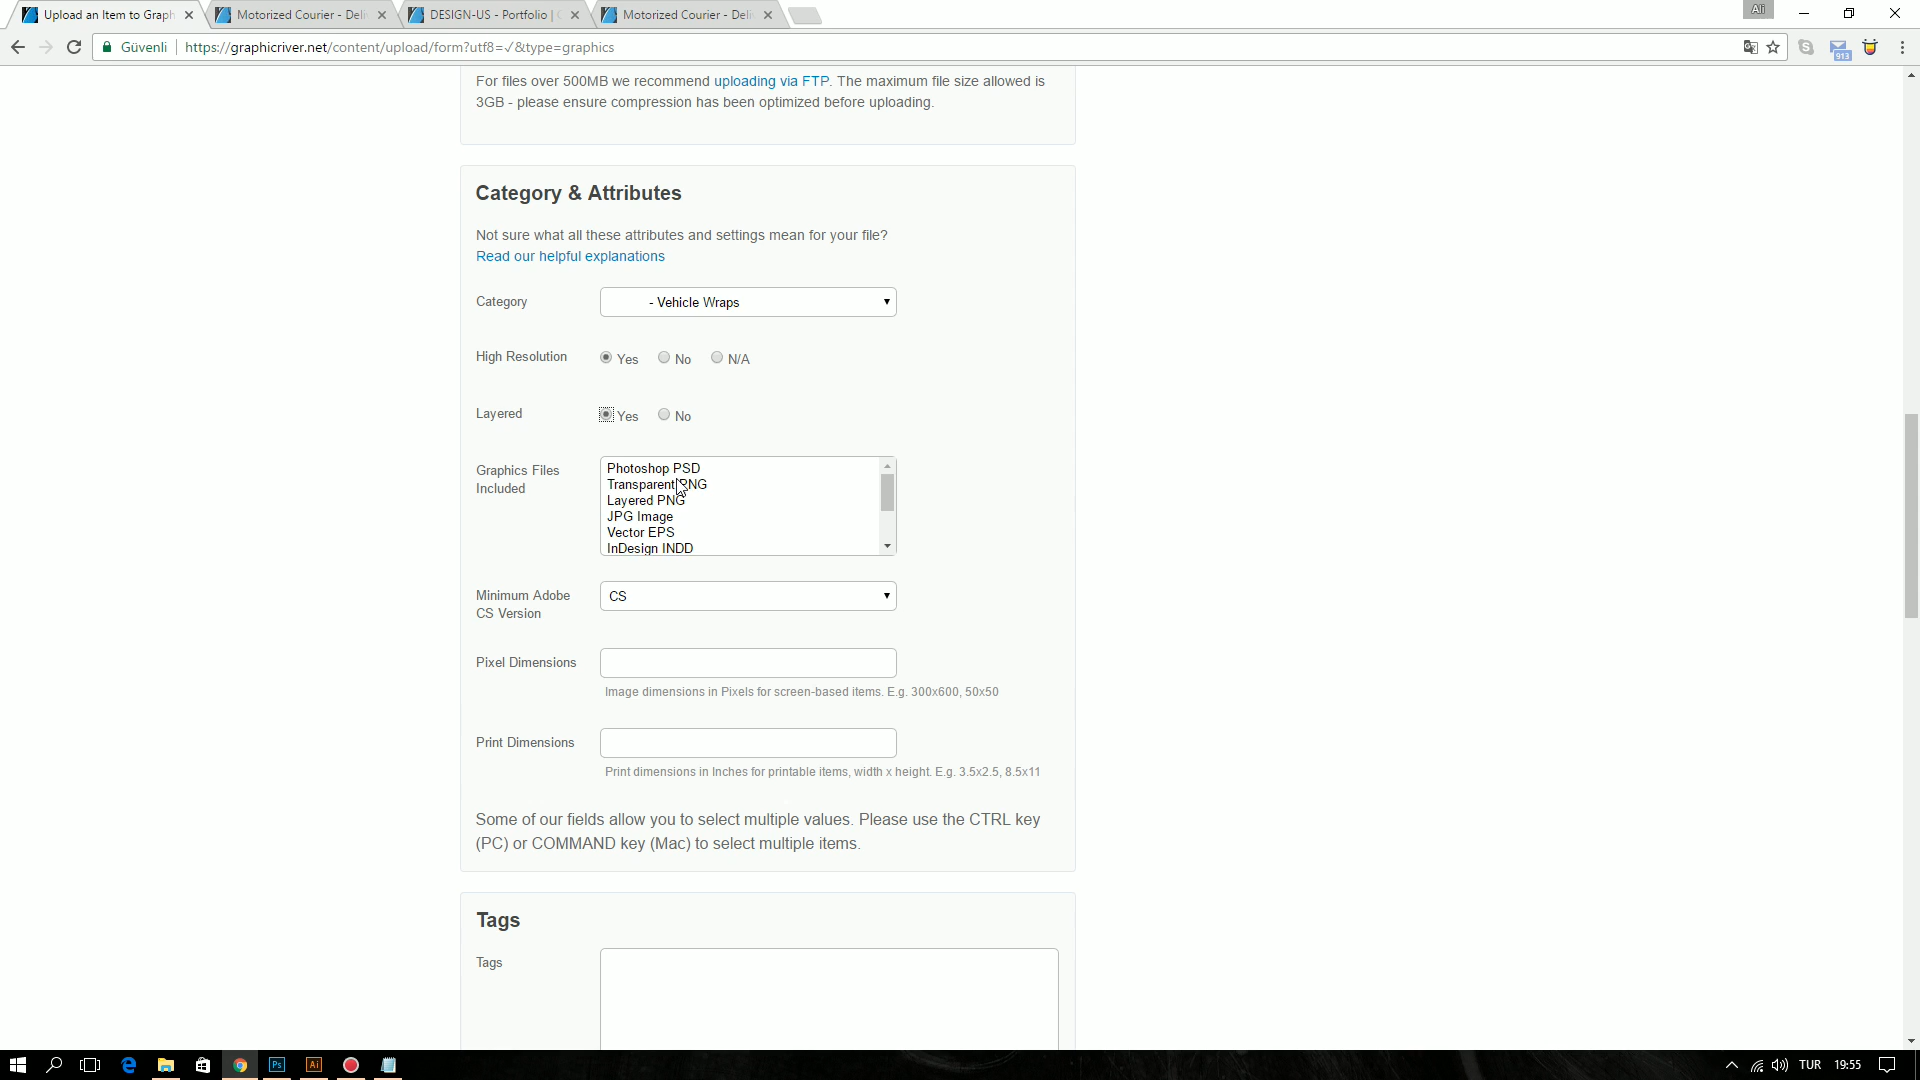 Upload an Item to Graph
Motorized Courier - Deli
DESIGN-US - Portfolio |
Motorized Courier - Deli
Ali
Güvenli
https://graphicriver.net/content/upload/form?utf8=✓&type=graphics
913
For files over 500MB we recommend uploading via FTP. The maximum file size allowed is
3GB - please ensure compression has been optimized before uploading.
Category & Attributes
Not sure what all these attributes and settings mean for your file?
Read our helpful explanations
Category
- Vehicle Wraps
High Resolution
Yes No N/A
Layered
Yes No
Graphics Files
Included
Photoshop PSD
Transparent PNG
Layered PNG
JPG Image
Vector EPS
InDesign INDD
Minimum Adobe
CS Version
CS
Pixel Dimensions
Image dimensions in Pixels for screen-based items. E.g. 300x600, 50x50
Print Dimensions
Print dimensions in Inches for printable items, width x height. E.g. 3.5x2.5, 8.5x11
Some of our fields allow you to select multiple values. Please use the CTRL key
(PC) or COMMAND key (Mac) to select multiple items.
Tags
Tags
Ps
Ai
TUR
19:55